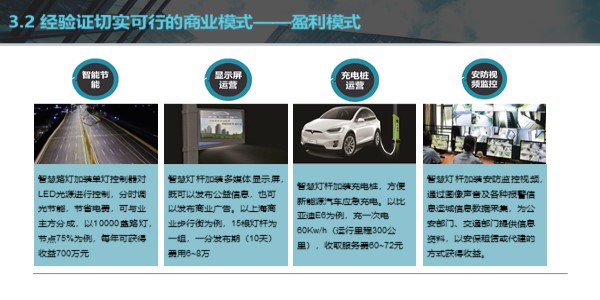 3.2 经验证切实可行的商业模式——盈利模式
智能节
能
显示屏
运营
充电桩
运营
安防视
频监控
智慧路灯加装单灯控制器对
LED光源进行控制，分时调
光节能，节省电费，可与业
主方分成，以10000盏路灯，
节点75%为例，每年可获得
收益700万元
智慧灯杆加装多媒体显示屏，
既可以发布公益信息，也可
以发布商业广告。以上海商
业步行街为例，15根灯杆为
一组，一分发布期（10天）
费用6~8万
智慧灯杆加装充电桩，方便
新能源汽车应急充电。以比
亚迪E6为例，充一次电
60Kw/h（运行里程300公
里），收取服务费60~72元
智慧灯杆加装安防监控视频，
通过图像声音及各种报警信
息运城信息数据采集，为公
安部门、交通部门提供信息
资料，以安保租赁或代建的
方式获得收益。